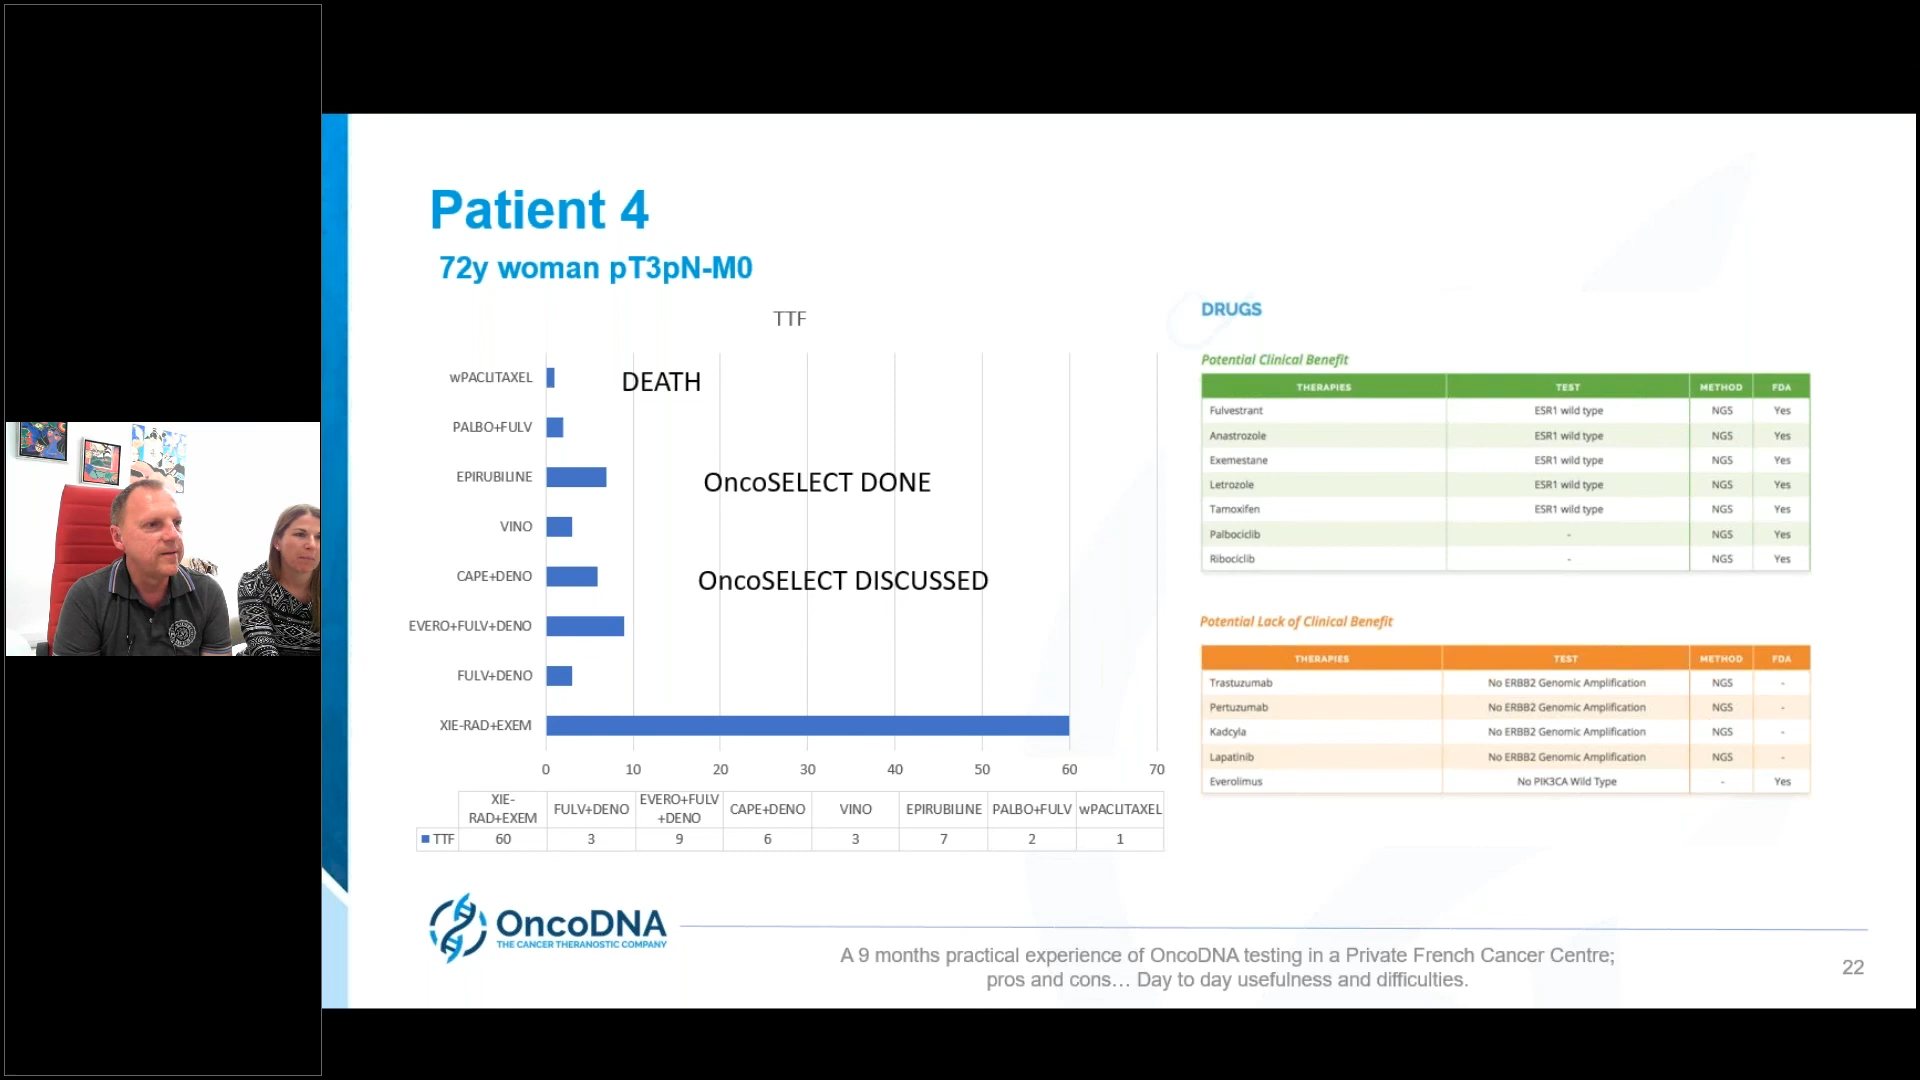 Patient 4
72y woman pT3pN-M0
TTF
wPACLITAXEL
DEATH
PALBO+FULV
EPIRUBILINE
OncoSELECT DONE
VINO
CAPE+DENO
OncoSELECT DISCUSSED
EVERO+FULV+DENO
FULV+DENO
XIE-RAD+EXEM
0 10 20 30 40 50 60 70
XIE-RAD+EXEM FULV+DENO EVERO+FULV+DENO CAPE+DENO VINO EPIRUBILINE PALBO+FULV wPACLITAXEL
TTF 60 3 9 6 3 7 2 1
DRUGS
Potential Clinical Benefit
THERAPIES TEST METHOD FDA
Fulvestrant ESR1 wild type NGS Yes
Anastrozole ESR1 wild type NGS Yes
Exemestane ESR1 wild type NGS Yes
Letrozole ESR1 wild type NGS Yes
Tamoxifen ESR1 wild type NGS Yes
Palbociclib - NGS Yes
Ribociclib - NGS Yes
Potential Lack of Clinical Benefit
THERAPIES TEST METHOD FDA
Trastuzumab No ERBB2 Genomic Amplification NGS -
Pertuzumab No ERBB2 Genomic Amplification NGS -
Kadcyla No ERBB2 Genomic Amplification NGS -
Lapatinib No ERBB2 Genomic Amplification NGS -
Everolimus No PIK3CA Wild Type - Yes
OncoDNA
THE CANCER THERANOSTIC COMPANY
A 9 months practical experience of OncoDNA testing in a Private French Cancer Centre;
pros and cons… Day to day usefulness and difficulties.
22